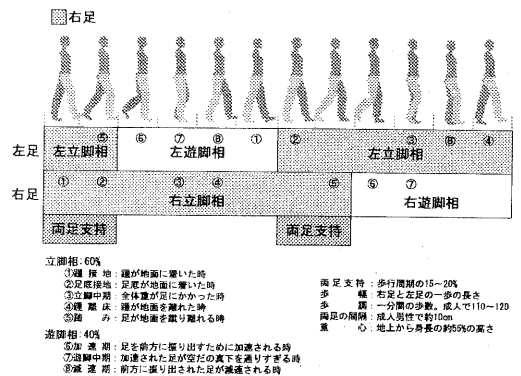 右足
⑤ ⑥ ⑦ ⑧ ① ② ③ ⑧ ④
左足 左立脚相 左遊脚相 左立脚相
① ② ③ ④ ⑤ ⑥ ⑦
右足 右立脚相 右遊脚相
両足支持 両足支持
立脚相:60%
①踵接地:踵が地面に着いた時
②足底接地:足底が地面に着いた時
③立脚中期:全体重が足にかかった時
④踵離床:踵が地面を離れた時
⑤踏み:足が地面を蹴り離れる時
遊脚相:40%
⑥加速期:足を前方に振り出すために加速される時
⑦遊脚中期:加速された足が空だの真下を通りすぎる時
⑧減速期:前方に振り出された足が減速される時
両足支持:歩行周期の15~20%
歩幅:右足と左足の一歩の長さ
歩調:一分間の歩数。成人で110~120
両足の間隔:成人男性で約10cm
重心:地上から身長の約55%の高さ